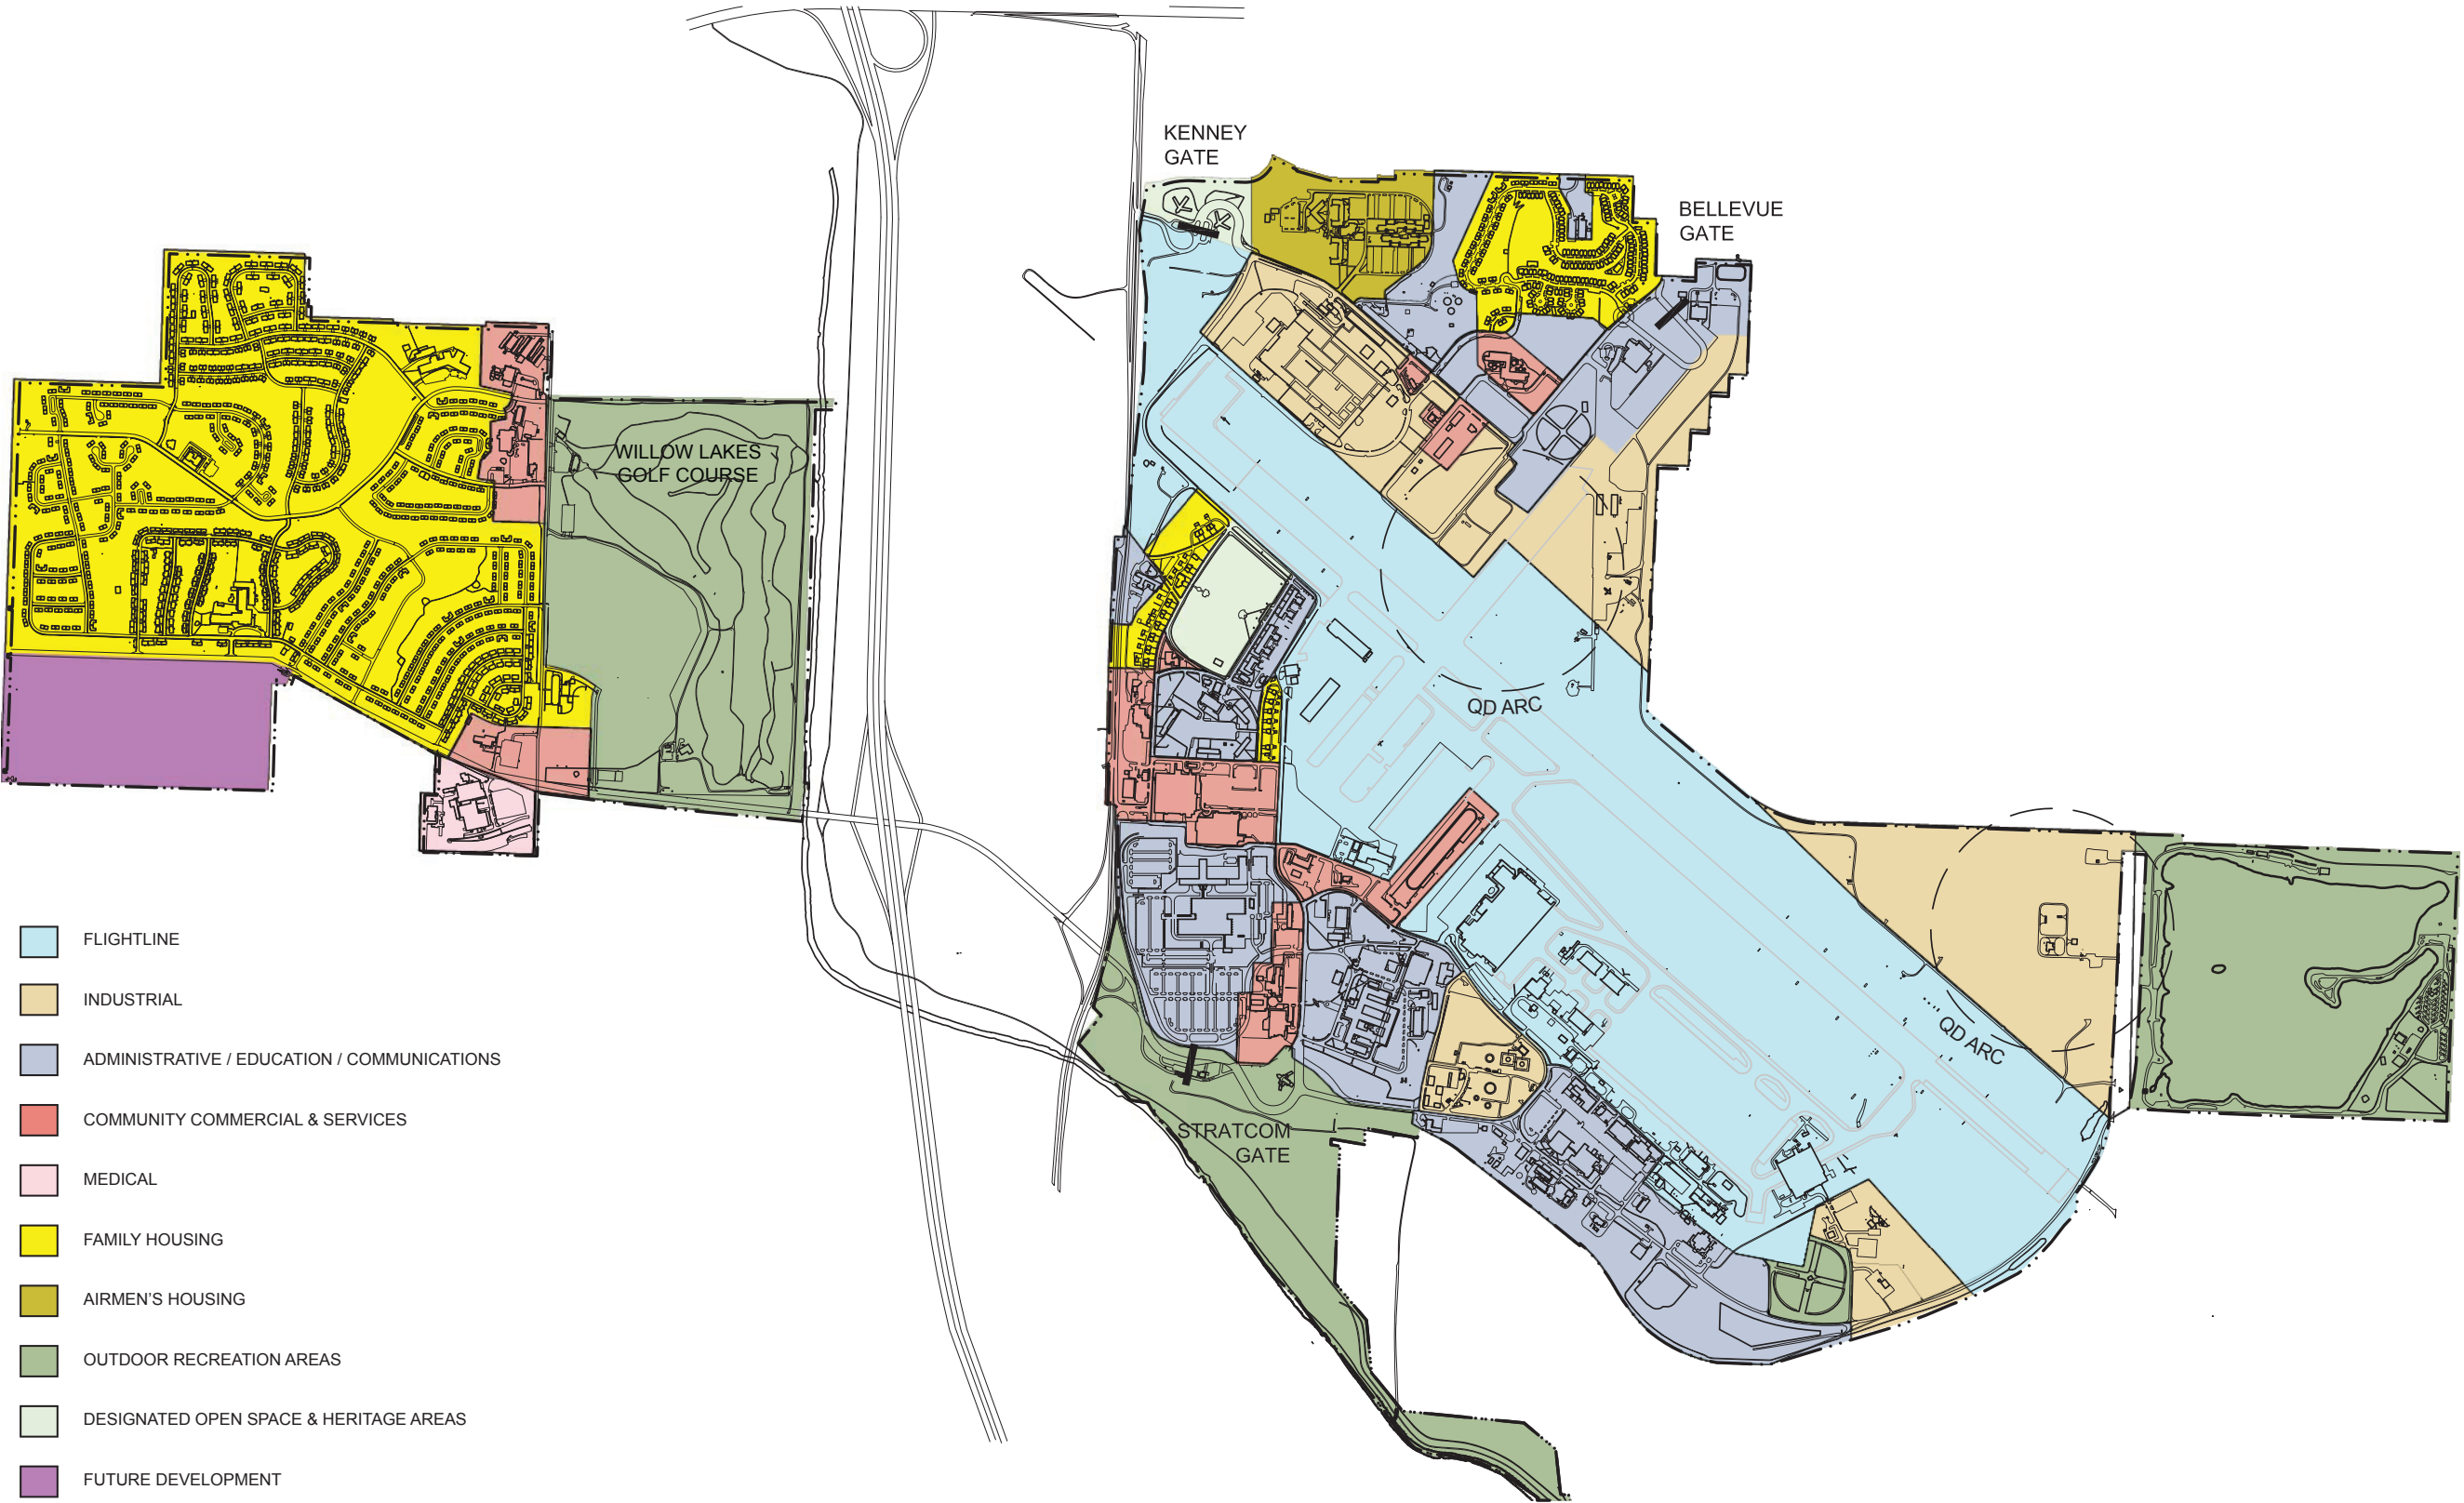 KENNEY
GATE
BELLEVUE
GATE
WILLOW LAKES
GOLF COURSE
QD ARC
QD ARC
STRATCOM
GATE
FLIGHTLINE
INDUSTRIAL
ADMINISTRATIVE / EDUCATION / COMMUNICATIONS
COMMUNITY COMMERCIAL & SERVICES
MEDICAL
FAMILY HOUSING
AIRMEN'S HOUSING
OUTDOOR RECREATION AREAS
DESIGNATED OPEN SPACE & HERITAGE AREAS
FUTURE DEVELOPMENT